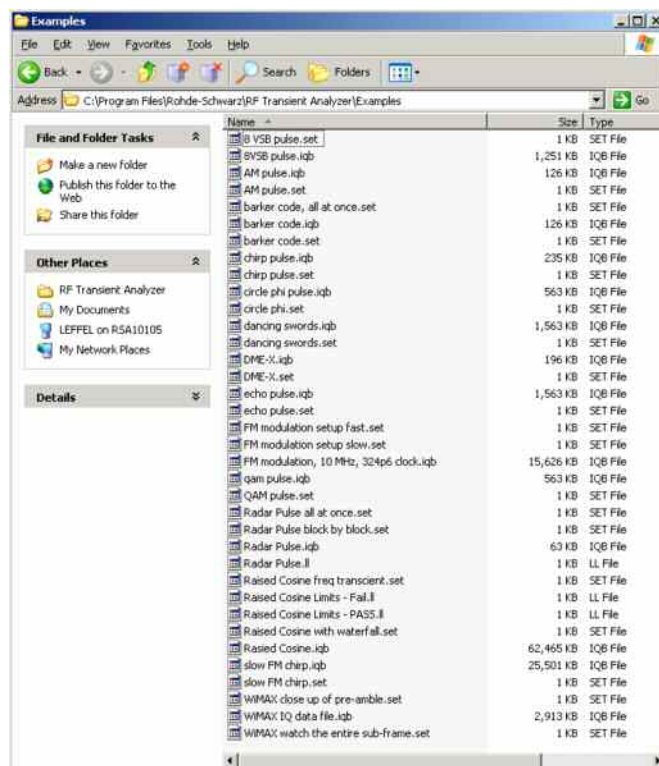 Examples
File Edit View Favorites Tools Help
Back Search Folders
Address C:\Program Files\Rohde-Schwarz\RF Transient Analyzer\Examples Go
File and Folder Tasks
Make a new folder
Publish this folder to the
Web
Share this folder
Other Places
RF Transient Analyzer
My Documents
LEFFEL on RSA10105
My Network Places
Details
Name Size Type
8 VSB pulse.set 1 KB SET File
8VSB pulse.iqb 1,251 KB IQB File
AM pulse.iqb 126 KB IQB File
AM pulse.set 1 KB SET File
barker code, all at once.set 1 KB SET File
barker code.iqb 126 KB IQB File
barker code.set 1 KB SET File
chirp pulse.iqb 235 KB IQB File
chirp pulse.set 1 KB SET File
circle phi pulse.iqb 563 KB IQB File
circle phi.set 1 KB SET File
dancing swords.iqb 1,563 KB IQB File
dancing swords.set 1 KB SET File
DME-X.iqb 196 KB IQB File
DME-X.set 1 KB SET File
echo pulse.iqb 1,563 KB IQB File
echo pulse.set 1 KB SET File
FM modulation setup fast.set 1 KB SET File
FM modulation setup slow.set 1 KB SET File
FM modulation, 10 MHz, 324p6 clock.iqb 15,626 KB IQB File
qam pulse.iqb 563 KB IQB File
QAM pulse.set 1 KB SET File
Radar Pulse all at once.set 1 KB SET File
Radar Pulse block by block.set 1 KB SET File
Radar Pulse.iqb 63 KB IQB File
Radar Pulse.ll 1 KB LL File
Raised Cosine freq transcient.set 1 KB SET File
Raised Cosine Limits - Fail.ll 1 KB LL File
Raised Cosine Limits - PASS.ll 1 KB LL File
Raised Cosine with waterfall.set 1 KB SET File
Rasied Cosine.iqb 62,465 KB IQB File
slow FM chirp.iqb 25,501 KB IQB File
slow FM chirp.set 1 KB SET File
WiMAX close up of pre-amble.set 1 KB SET File
WiMAX IQ data file.iqb 2,913 KB IQB File
WiMAX watch the entire sub-frame.set 1 KB SET File